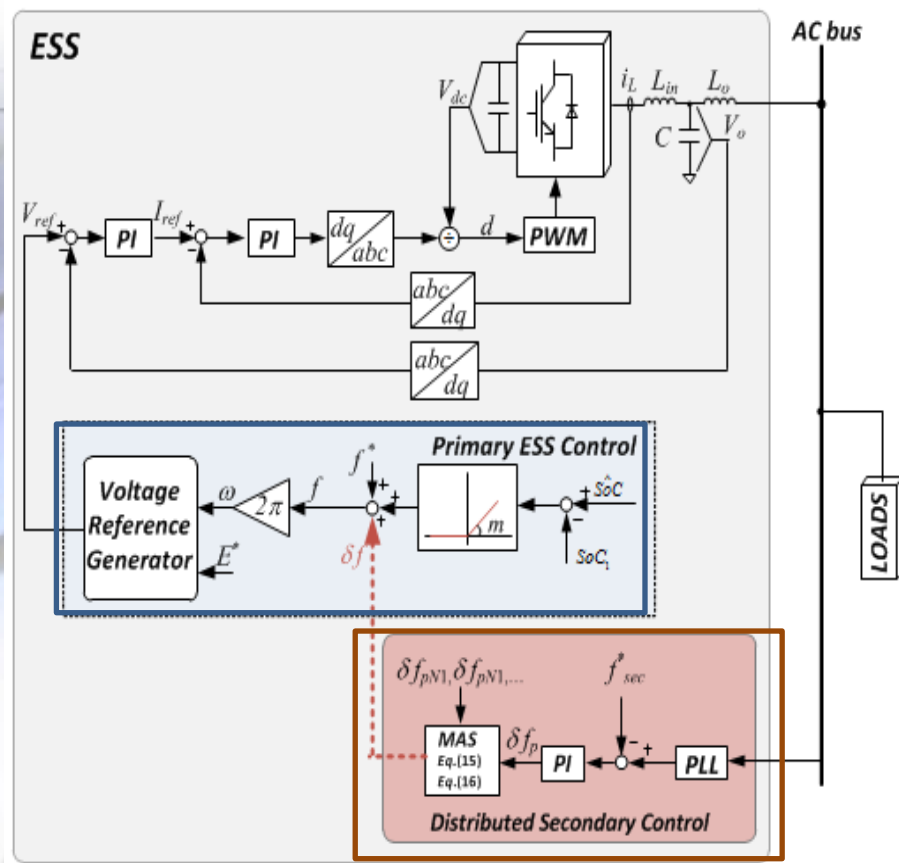 ESS
AC bus
V_dc
i_L
L_in
L_o
C
V_o
V_ref
+
-
PI
I_ref
+
-
PI
dq
abc
÷
d
PWM
abc
dq
abc
dq
Primary ESS Control
Voltage
Reference
Generator
ω
2π
f
f*
+
+
+
δf
m
+
SoĈ
-
SoC_1
E*
LOADS
δf_pN1, δf_pN1,...
f*_sec
MAS
Eq.(15)
Eq.(16)
δf_p
PI
-
+
PLL
Distributed Secondary Control